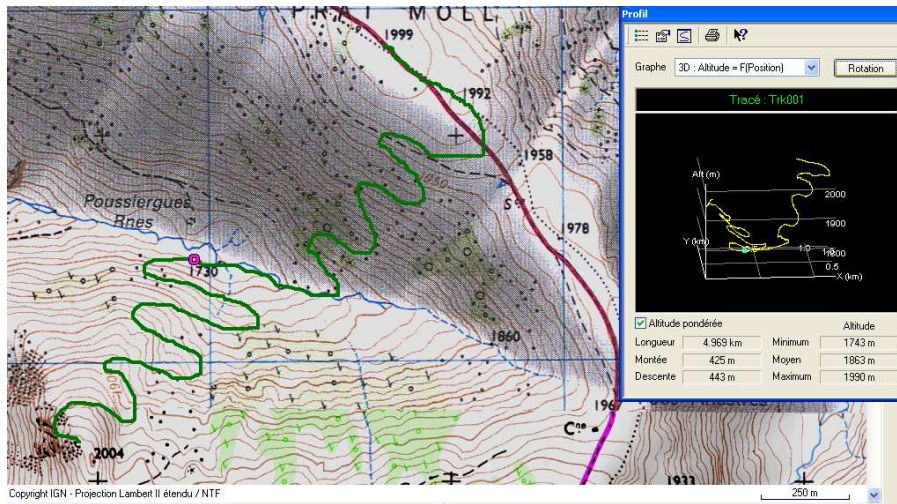 PRAT MOLL
1999
1992
1958
1978
S
Poussiergues
Rnes
1730
1860
2004
Cne
1933
Copyright IGN - Projection Lambert II étendu / NTF
250 m
Profil
Graphe 3D : Altitude = F(Position) Rotation
Tracé : Trk001
Alt (m)
2000
1900
Y (km)
1.0
0.5
X (km)
Altitude pondérée Altitude
Longueur 4.969 km Minimum 1743 m
Montée 425 m Moyen 1863 m
Descente 443 m Maximum 1990 m